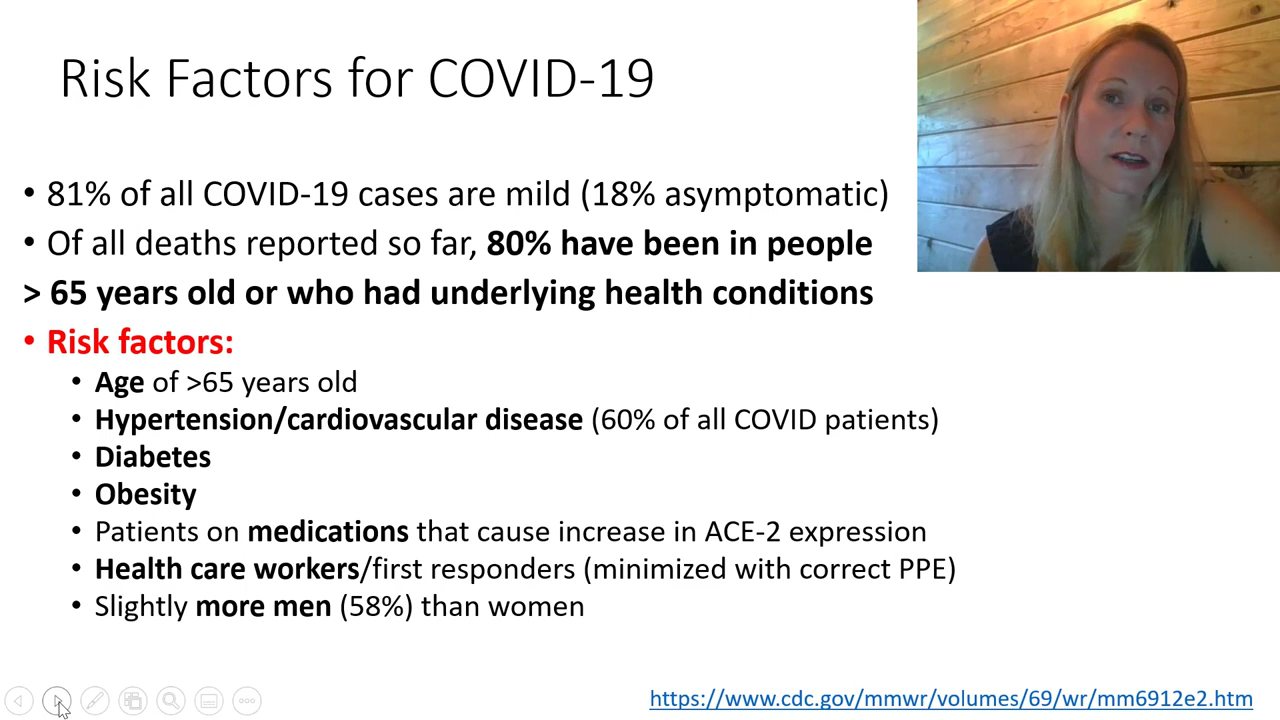 Risk Factors for COVID-19
• 81% of all COVID-19 cases are mild (18% asymptomatic)
• Of all deaths reported so far, 80% have been in people
> 65 years old or who had underlying health conditions
• Risk factors:
• Age of >65 years old
• Hypertension/cardiovascular disease (60% of all COVID patients)
• Diabetes
• Obesity
• Patients on medications that cause increase in ACE-2 expression
• Health care workers/first responders (minimized with correct PPE)
• Slightly more men (58%) than women
https://www.cdc.gov/mmwr/volumes/69/wr/mm6912e2.htm